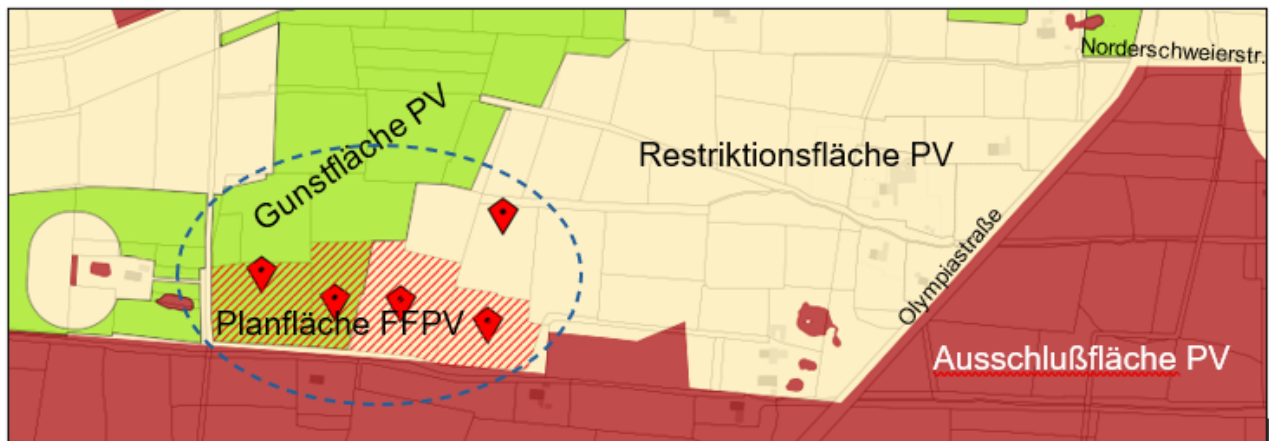 Norderschweierstr.
Gunstfläche PV
Restriktionsfläche PV
Olympiastraße
Planfläche FFPV
Ausschlußfläche PV